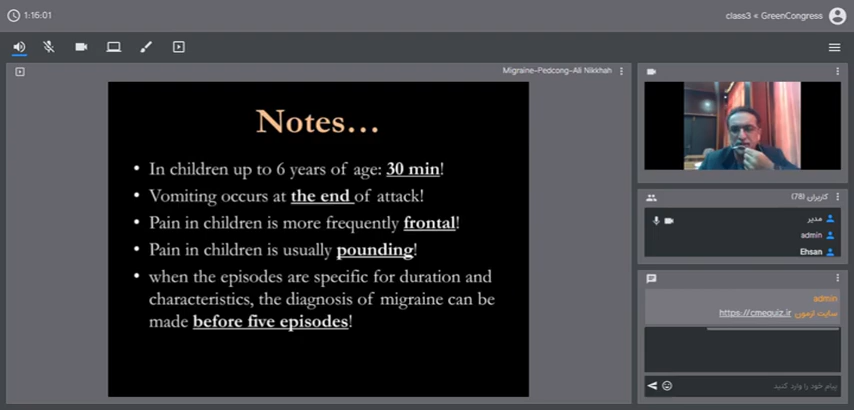 1:16:01
class3 « GreenCongress
Migraine-Pedcong-Ali Nikkhah
Notes…
• In children up to 6 years of age: 30 min!
• Vomiting occurs at the end of attack!
• Pain in children is more frequently frontal!
• Pain in children is usually pounding!
• when the episodes are specific for duration and
characteristics, the diagnosis of migraine can be
made before five episodes!
کاربران (78)
مدیر
admin
Ehsan
admin
سایت ازمون https://cmequiz.ir
پیام خود را وارد کنید